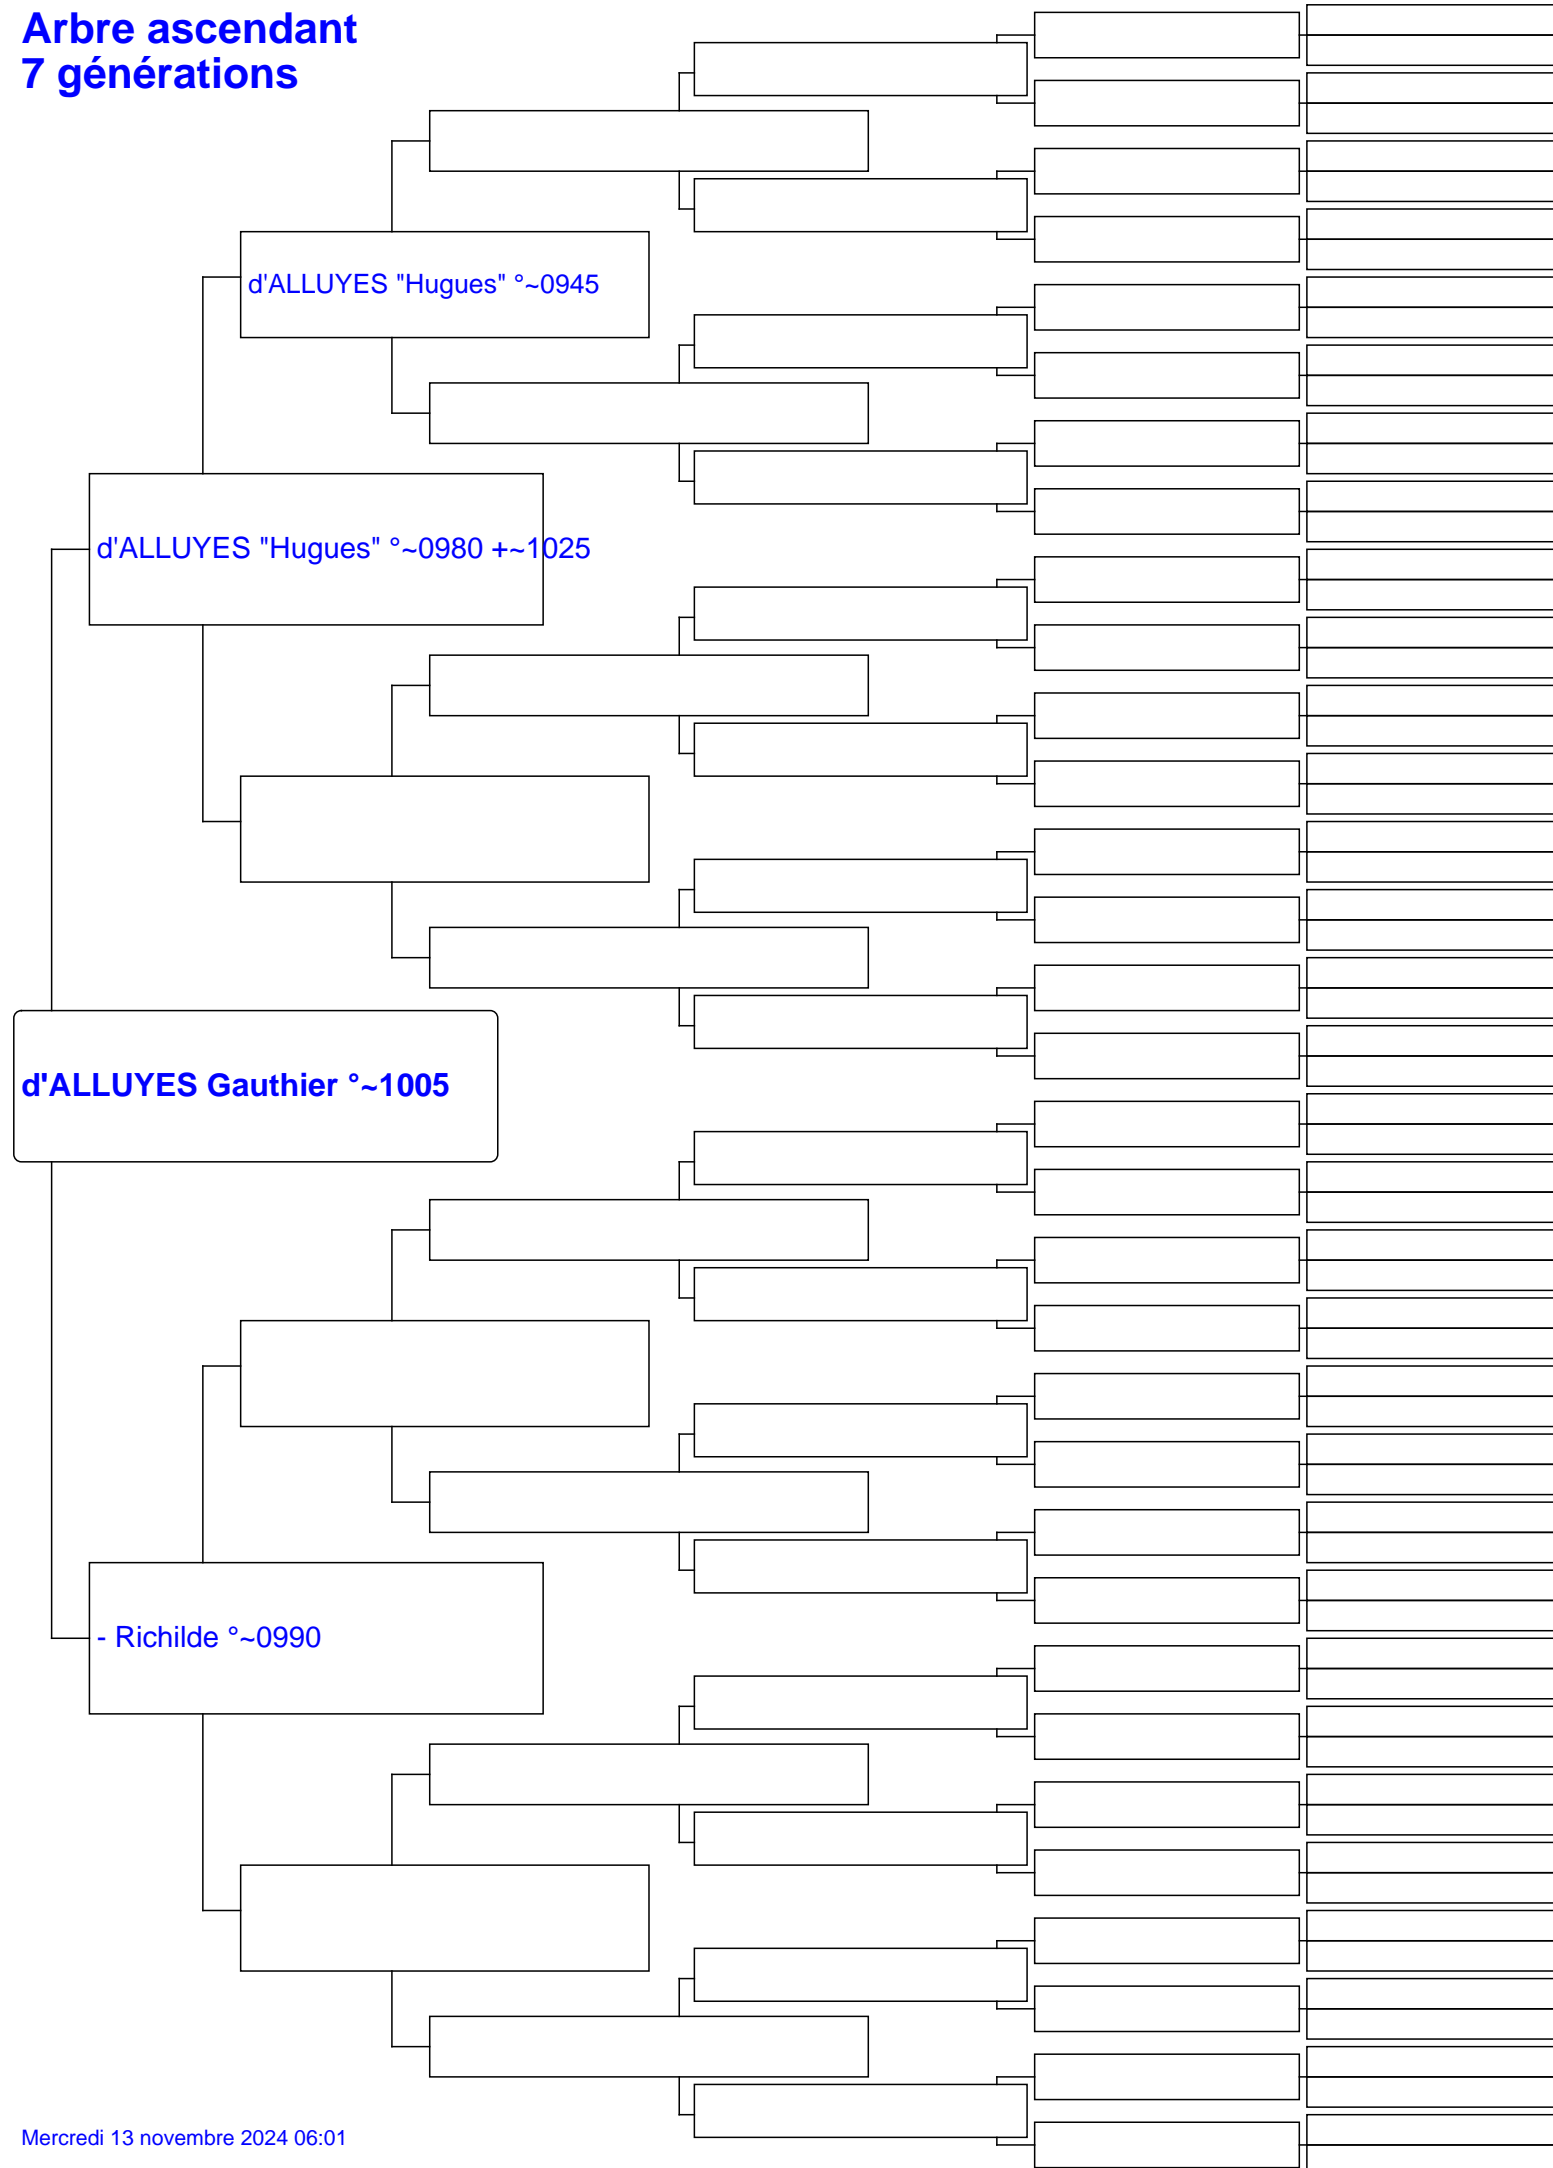 Arbre ascendant
7 générations
d'ALLUYES "Hugues" °~0945
d'ALLUYES "Hugues" °~0980 +~1025
d'ALLUYES Gauthier °~1005
- Richilde °~0990
Mercredi 13 novembre 2024 06:01